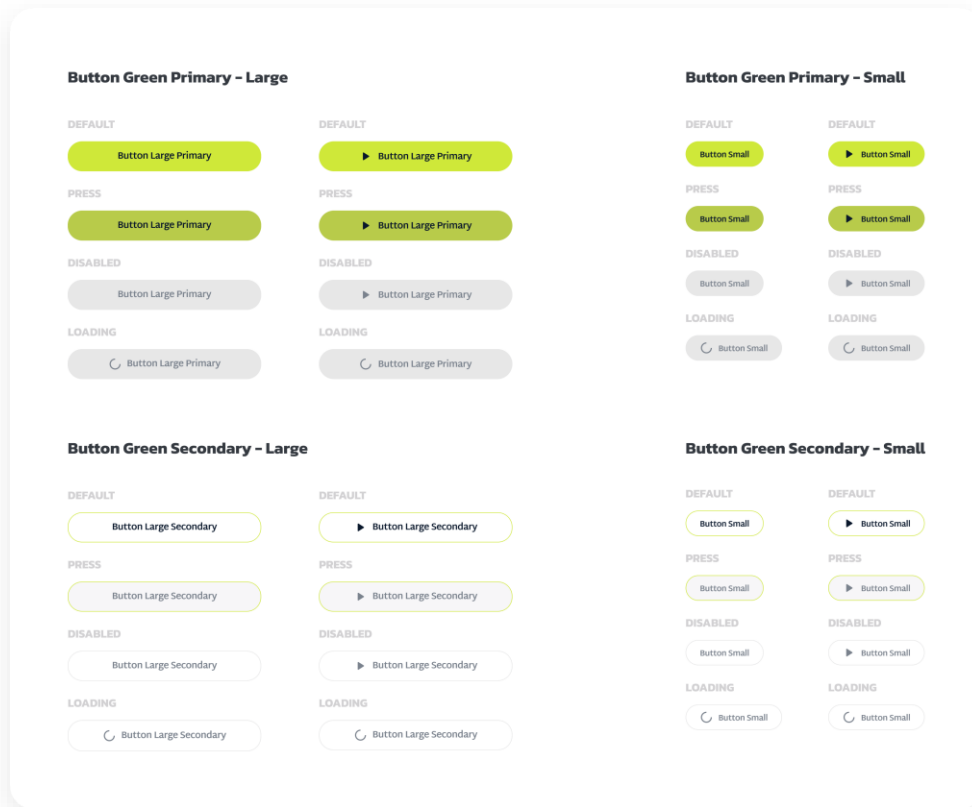 Button Green Primary - Large
DEFAULT
Button Large Primary
PRESS
Button Large Primary
DISABLED
Button Large Primary
LOADING
Button Large Primary
DEFAULT
Button Large Primary
PRESS
Button Large Primary
DISABLED
Button Large Primary
LOADING
Button Large Primary
Button Green Primary - Small
DEFAULT
Button Small
PRESS
Button Small
DISABLED
Button Small
LOADING
Button Small
DEFAULT
Button Small
PRESS
Button Small
DISABLED
Button Small
LOADING
Button Small
Button Green Secondary - Large
DEFAULT
Button Large Secondary
PRESS
Button Large Secondary
DISABLED
Button Large Secondary
LOADING
Button Large Secondary
DEFAULT
Button Large Secondary
PRESS
Button Large Secondary
DISABLED
Button Large Secondary
LOADING
Button Large Secondary
Button Green Secondary - Small
DEFAULT
Button Small
PRESS
Button Small
DISABLED
Button Small
LOADING
Button Small
DEFAULT
Button Small
PRESS
Button Small
DISABLED
Button Small
LOADING
Button Small